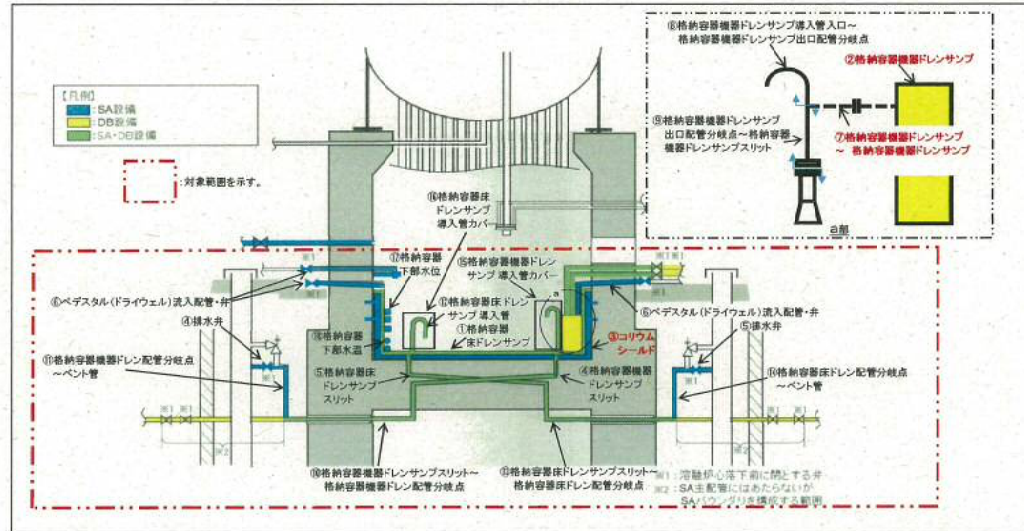 【凡例】
:SA設備
:DB設備
:SA・DB設備
:対象範囲を示す。
⑧格納容器機器ドレンサンプ導入管入口～
格納容器機器ドレンサンプ出口配管分岐点
②格納容器機器ドレンサンプ
⑨格納容器機器ドレンサンプ
出口配管分岐点～格納容器
機器ドレンサンプスリット
⑦格納容器機器ドレンサンプ
～ 格納容器機器ドレンサンプ
a部
⑯格納容器床
ドレンサンプ
導入管カバー
⑰格納容器
下部水位
⑮格納容器機器ドレン
サンプ 導入管カバー
⑫格納容器床ドレン
サンプ導入管
a
①格納容器
床ドレンサンプ
⑱格納容器
下部水温
⑥ペデスタル(ドライウェル)流入配管・弁
④排水弁
⑪格納容器機器ドレン配管分岐点
～ベント管
⑤格納容器床
ドレンサンプ
スリット
④格納容器機器
ドレンサンプ
スリット
③コリウム
シールド
⑥ペデスタル(ドライウェル)流入配管・弁
⑤排水弁
⑭格納容器床ドレン配管分岐点
～ベント管
※1
※1
※1
※1
※1 ※1
※1 ※1
※1 ※1
※2
※2
⑩格納容器機器ドレンサンプスリット～
格納容器機器ドレン配管分岐点
⑬格納容器床ドレンサンプスリット～
格納容器床ドレン配管分岐点
※1:溶融炉心落下前に閉とする弁
※2:SA主配管にはあたらないが
SAバウンダリを構成する範囲